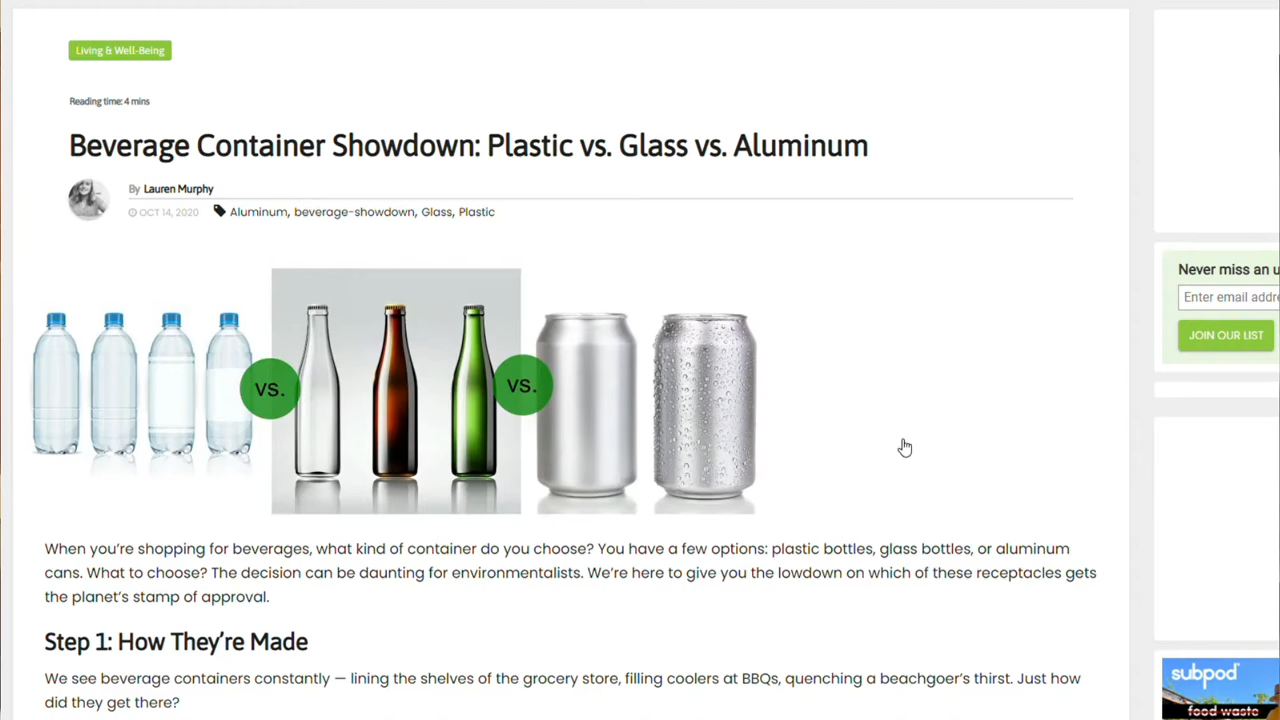 Living & Well-Being
Reading time: 4 mins
Beverage Container Showdown: Plastic vs. Glass vs. Aluminum
By Lauren Murphy
OCT 14, 2020 Aluminum, beverage-showdown, Glass, Plastic
VS. VS.
When you’re shopping for beverages, what kind of container do you choose? You have a few options: plastic bottles, glass bottles, or aluminum
cans. What to choose? The decision can be daunting for environmentalists. We’re here to give you the lowdown on which of these receptacles gets
the planet’s stamp of approval.
Step 1: How They’re Made
We see beverage containers constantly — lining the shelves of the grocery store, filling coolers at BBQs, quenching a beachgoer’s thirst. Just how
did they get there?
Never miss an u
Enter email addre
JOIN OUR LIST
subpod
food waste